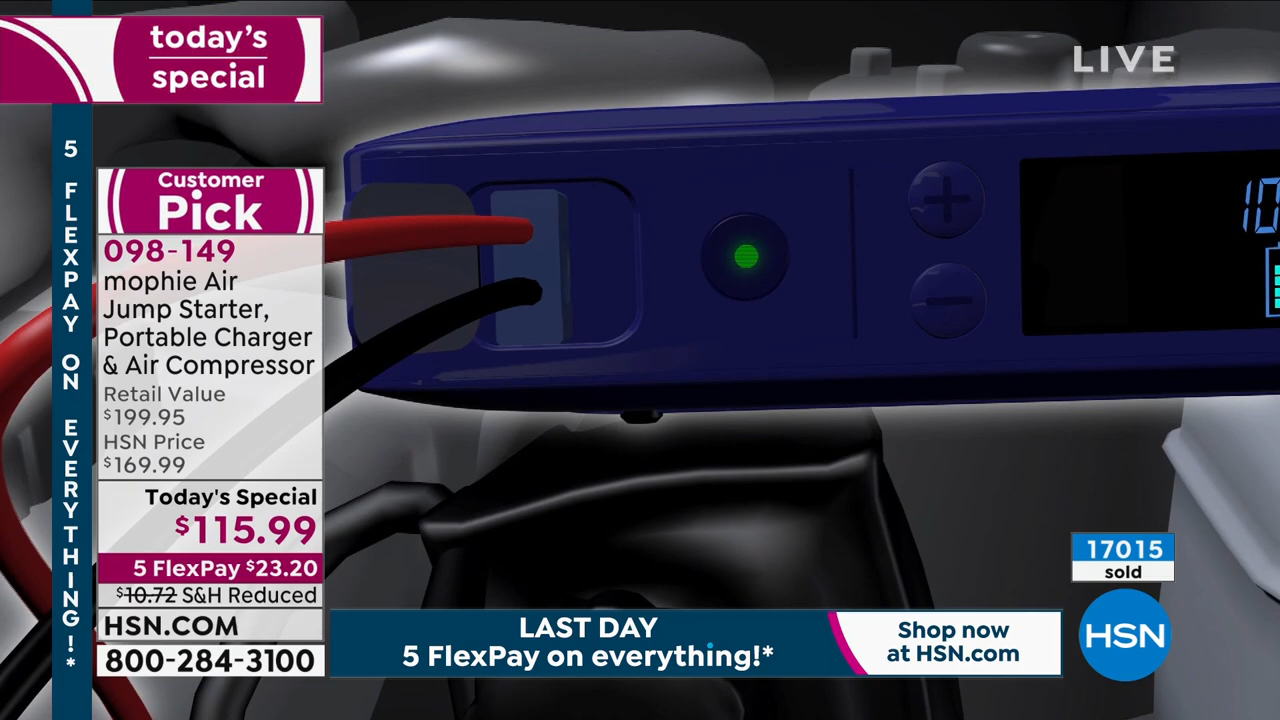 today's
special
LIVE
5 FLEXPAY ON EVERYTHING!*
Customer
Pick
098-149
mophie Air
Jump Starter,
Portable Charger
& Air Compressor
Retail Value
$199.95
HSN Price
$169.99
Today's Special
$115.99
5 FlexPay $23.20
$10.72 S&H Reduced
HSN.COM
800-284-3100
10
17015
sold
HSN
LAST DAY
5 FlexPay on everything!*
Shop now
at HSN.com